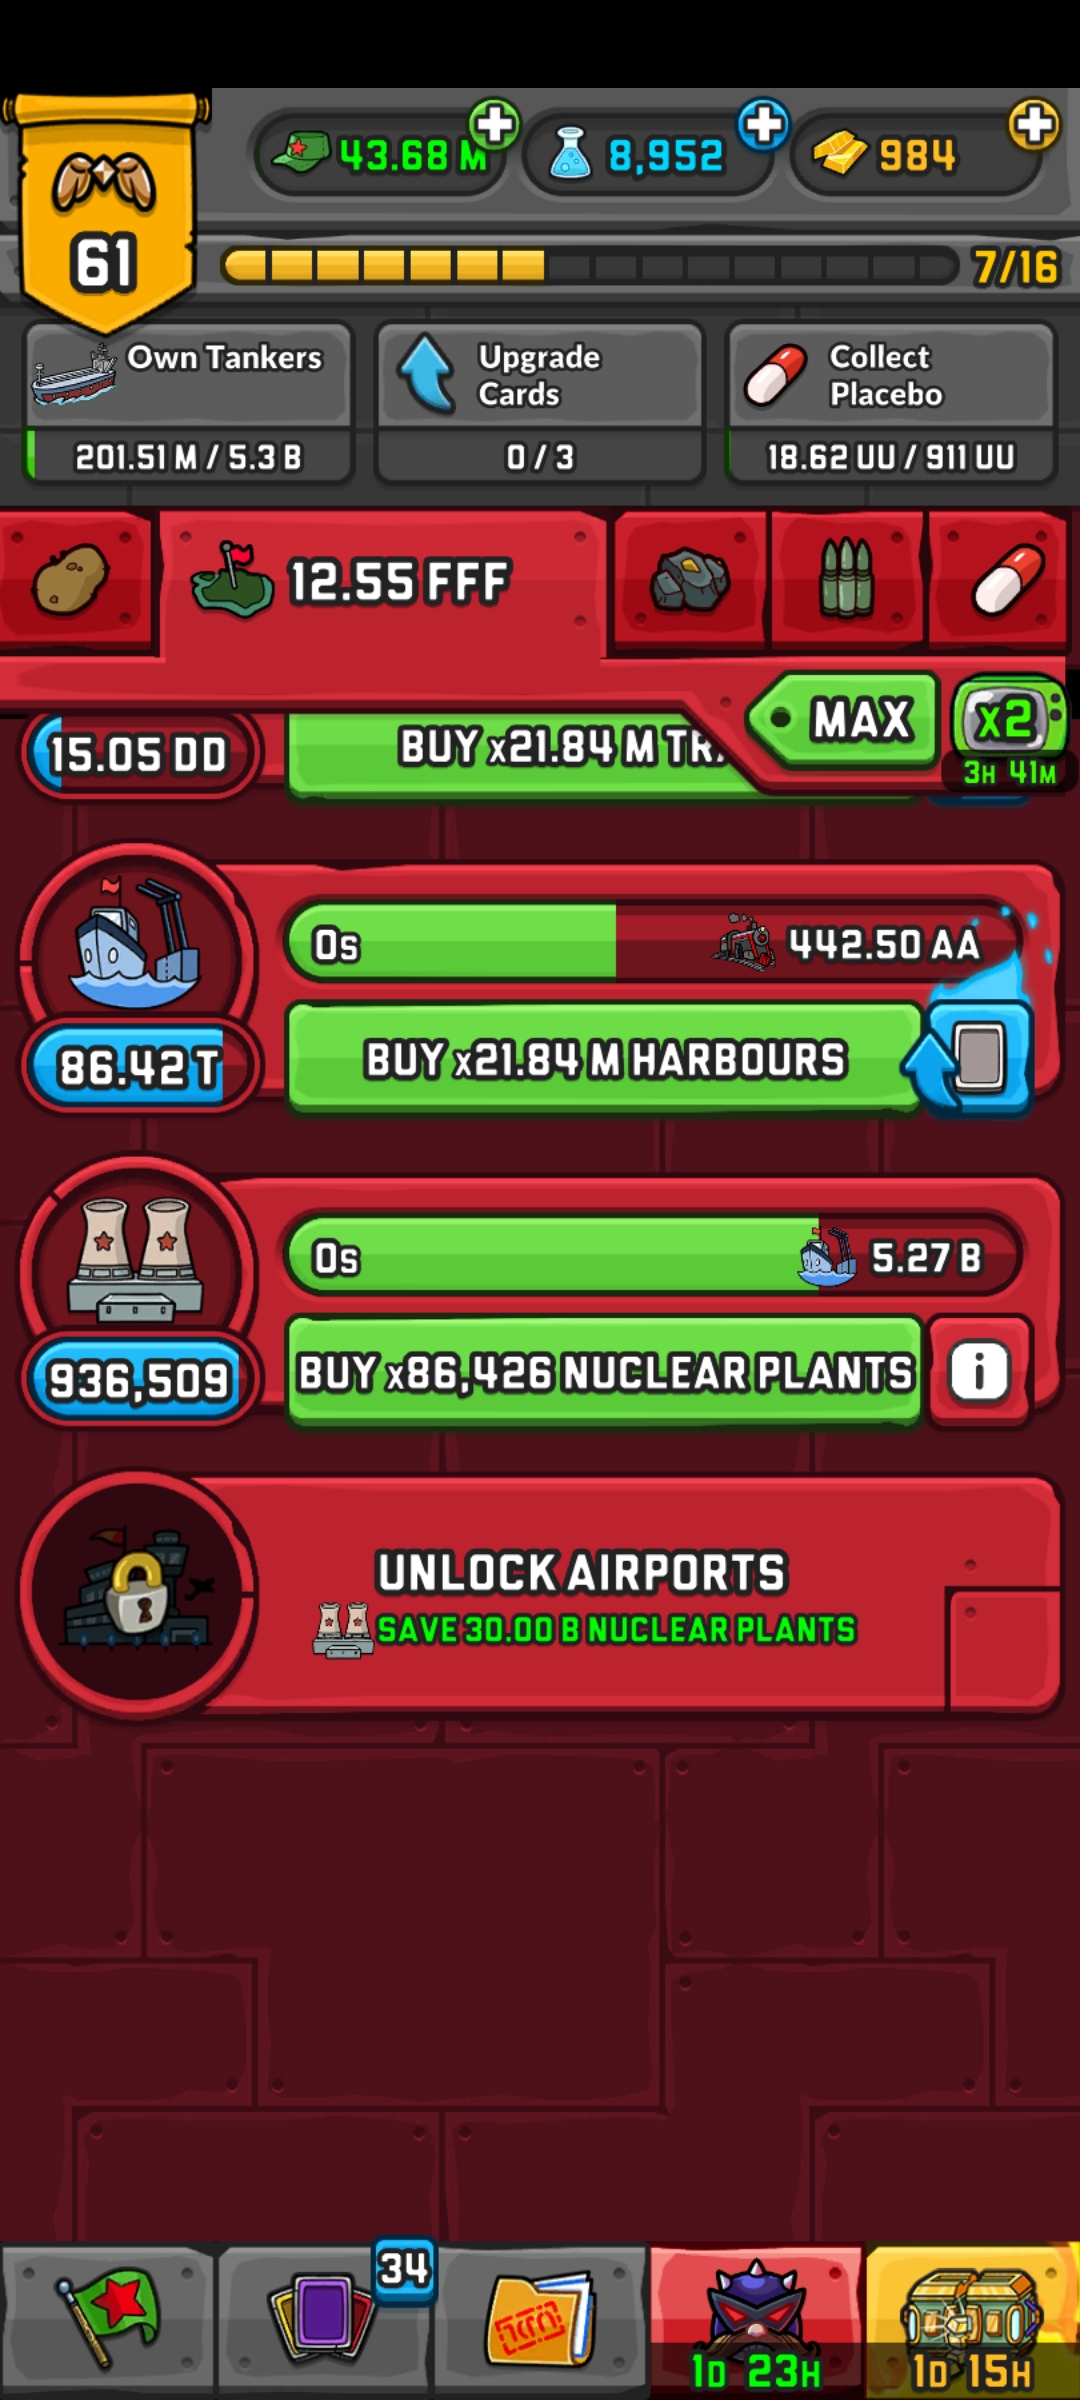 43.68 M
8,952
984
61
7/16
Own Tankers
201.51 M / 5.3 B
Upgrade
Cards
0 / 3
Collect
Placebo
18.62 UU / 911 UU
12.55 FFF
MAX
x2
3H 41M
15.05 DD
BUY x21.84 M
0s
442.50 AA
86.42 T
BUY x21.84 M HARBOURS
0s
5.27 B
936,509
BUY x86,426 NUCLEAR PLANTS
i
UNLOCK AIRPORTS
SAVE 30.00 B NUCLEAR PLANTS
34
1D 23H
1D 15H